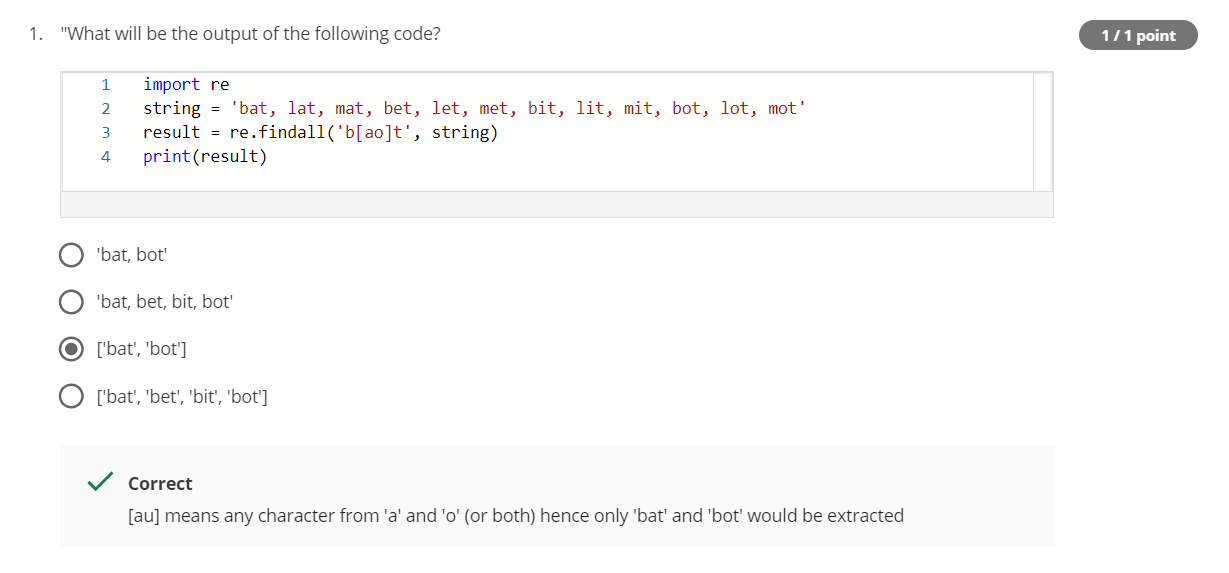 1. "What will be the output of the following code?
1 / 1 point
1 import re
2 string = 'bat, lat, mat, bet, let, met, bit, lit, mit, bot, lot, mot'
3 result = re.findall('b[ao]t', string)
4 print(result)
'bat, bot'
'bat, bet, bit, bot'
['bat', 'bot']
['bat', 'bet', 'bit', 'bot']
Correct
[au] means any character from 'a' and 'o' (or both) hence only 'bat' and 'bot' would be extracted